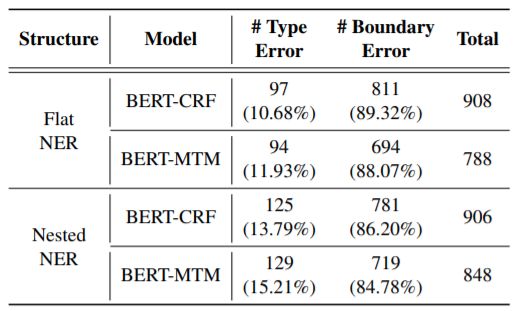 Structure Model # Type Error # Boundary Error Total
Flat NER BERT-CRF 97 (10.68%) 811 (89.32%) 908
BERT-MTM 94 (11.93%) 694 (88.07%) 788
Nested NER BERT-CRF 125 (13.79%) 781 (86.20%) 906
BERT-MTM 129 (15.21%) 719 (84.78%) 848